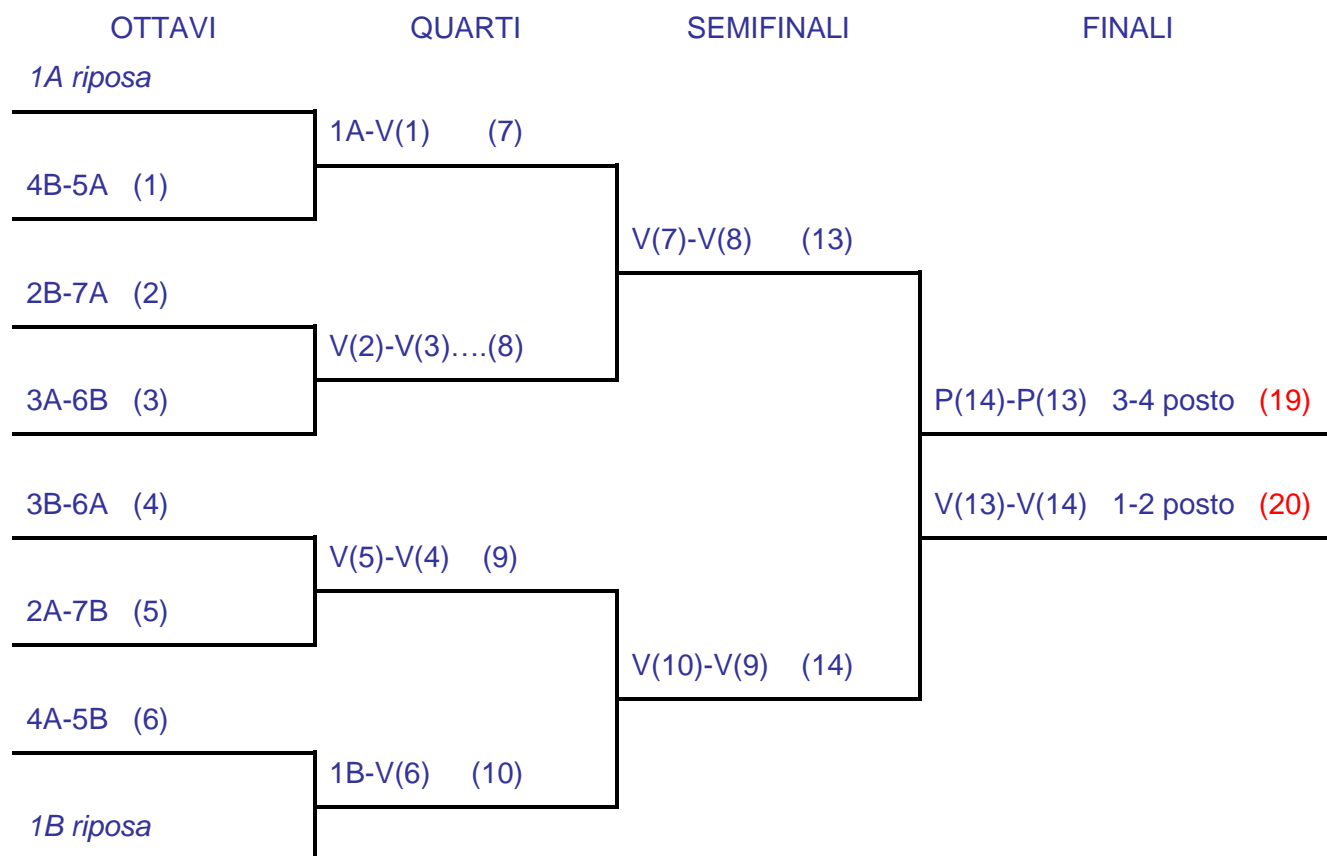 OTTAVI QUARTI SEMIFINALI FINALI
1A riposa
1A-V(1) (7)
4B-5A (1)
V(7)-V(8) (13)
2B-7A (2)
V(2)-V(3)….(8)
3A-6B (3)
P(14)-P(13) 3-4 posto (19)
3B-6A (4)
V(13)-V(14) 1-2 posto (20)
V(5)-V(4) (9)
2A-7B (5)
V(10)-V(9) (14)
4A-5B (6)
1B-V(6) (10)
1B riposa